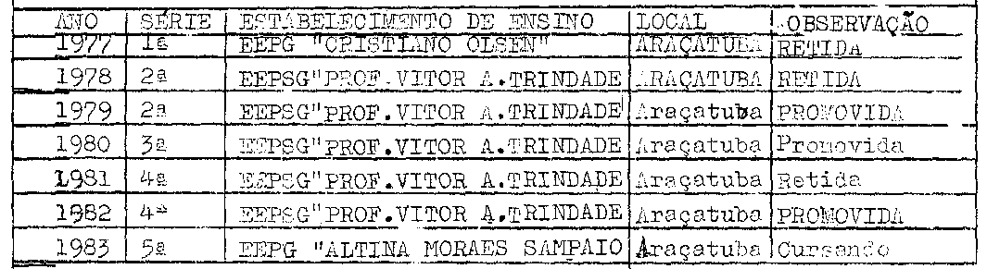 ANO SÉRIE ESTABELECIMENTO DE ENSINO LOCAL OBSERVAÇÃO
1977 1ª EEPG "CRISTIANO OLSEN" ARAÇATUBA RETIDA
1978 2ª EEPSG"PROF.VITOR A.TRINDADE ARAÇATUBA RETIDA
1979 2ª EEPSG"PROF.VITOR A.TRINDADE Araçatuba PROMOVIDA
1980 3ª EEPSG"PROF.VITOR A.TRINDADE Araçatuba Promovida
1981 4ª EEPSG"PROF.VITOR A.TRINDADE Araçatuba Retida
1982 4ª EEPSG"PROF.VITOR A.TRINDADE Araçatuba PROMOVIDA
1983 5ª EEPG "ALTINA MORAES SAMPAIO Araçatuba Cursando